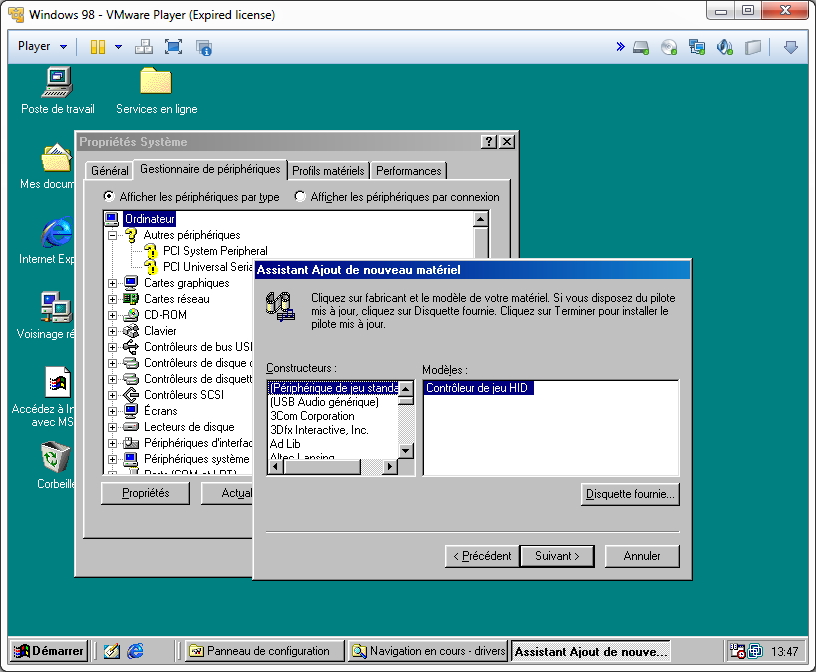 Windows 98 - VMware Player (Expired license)
Player
Poste de travail
Services en ligne
Mes docum
Internet Exp
Voisinage ré
Accédez à In
avec MS
Corbeille
Propriétés Système
Général
Gestionnaire de périphériques
Profils matériels
Performances
Afficher les périphériques par type
Afficher les périphériques par connexion
Ordinateur
Autres périphériques
PCI System Peripheral
PCI Universal Seria
Cartes graphiques
Cartes réseau
CD-ROM
Clavier
Contrôleurs de bus USB
Contrôleurs de disque
Contrôleurs de disquett
Contrôleurs SCSI
Écrans
Lecteurs de disque
Périphériques d'interfac
Périphériques système
Ports (COM et LPT)
Propriétés
Actual
Assistant Ajout de nouveau matériel
Cliquez sur fabricant et le modèle de votre matériel. Si vous disposez du pilote
mis à jour, cliquez sur Disquette fournie. Cliquez sur Terminer pour installer le
pilote mis à jour.
Constructeurs :
Modèles :
(Périphérique de jeu standa
(USB Audio générique)
3Com Corporation
3Dfx Interactive, Inc.
Ad Lib
Altec Lansing
Contrôleur de jeu HID
Disquette fournie...
< Précédent
Suivant >
Annuler
Démarrer
Panneau de configuration
Navigation en cours - drivers
Assistant Ajout de nouve...
13:47